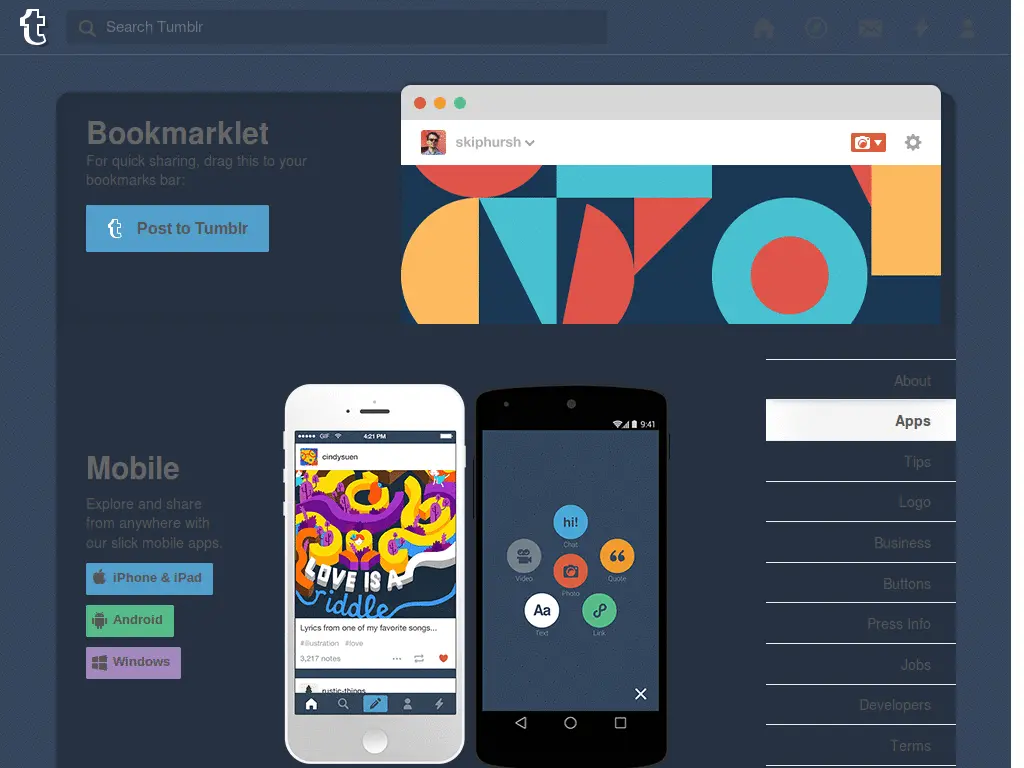 Search Tumblr
Bookmarklet
For quick sharing, drag this to your
bookmarks bar:
Post to Tumblr
skiphursh
Mobile
Explore and share
from anywhere with
our slick mobile apps.
iPhone & iPad
Android
Windows
GIF
4:21 PM
cindysuen
LOVE IS A
riddle
Lyrics from one of my favorite songs...
#illustration #love
3,217 notes
rustic-things
9:41
hi!
Chat
Video
Quote
Photo
Aa
Text
Link
About
Apps
Tips
Logo
Business
Buttons
Press Info
Jobs
Developers
Terms